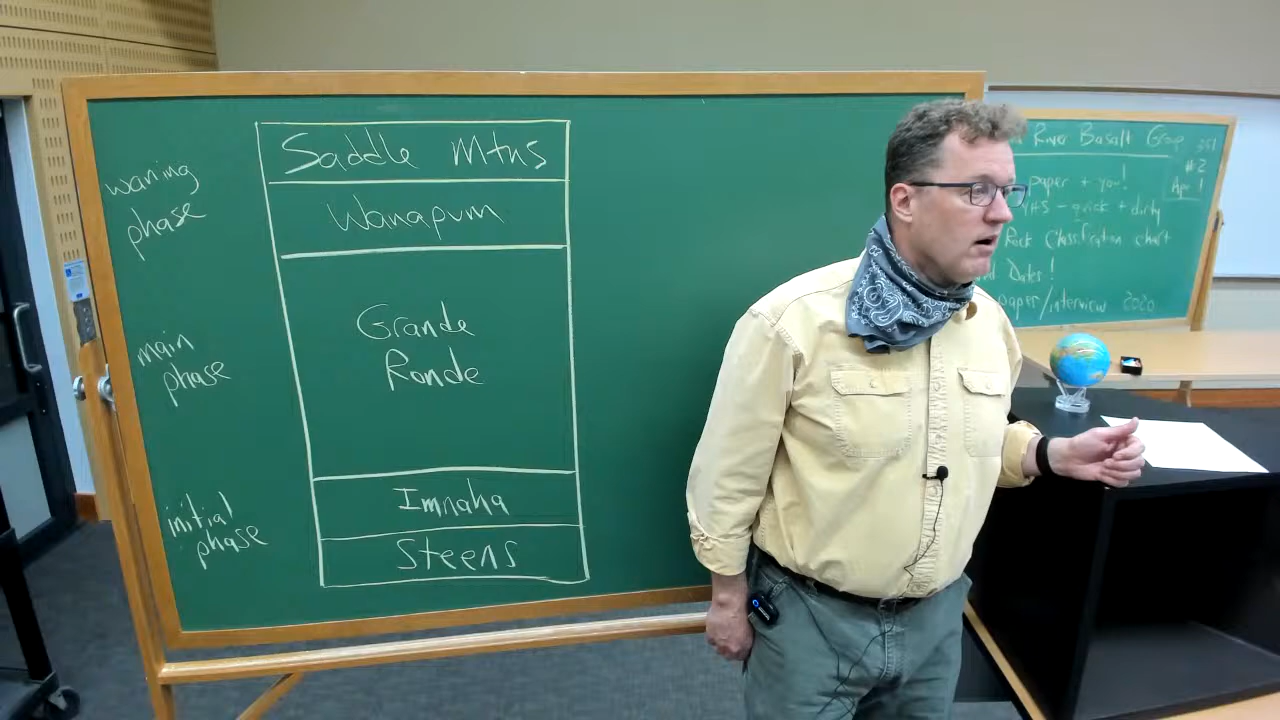 Saddle Mtns
waning
phase
Wanapum
Grande
Ronde
main
phase
Imnaha
initial
phase
Steens
River Basalt Group 351
#2
Apr 1
paper + you!
- quick + dirty
Rock Classification chart
Dates!
paper/interview 2020